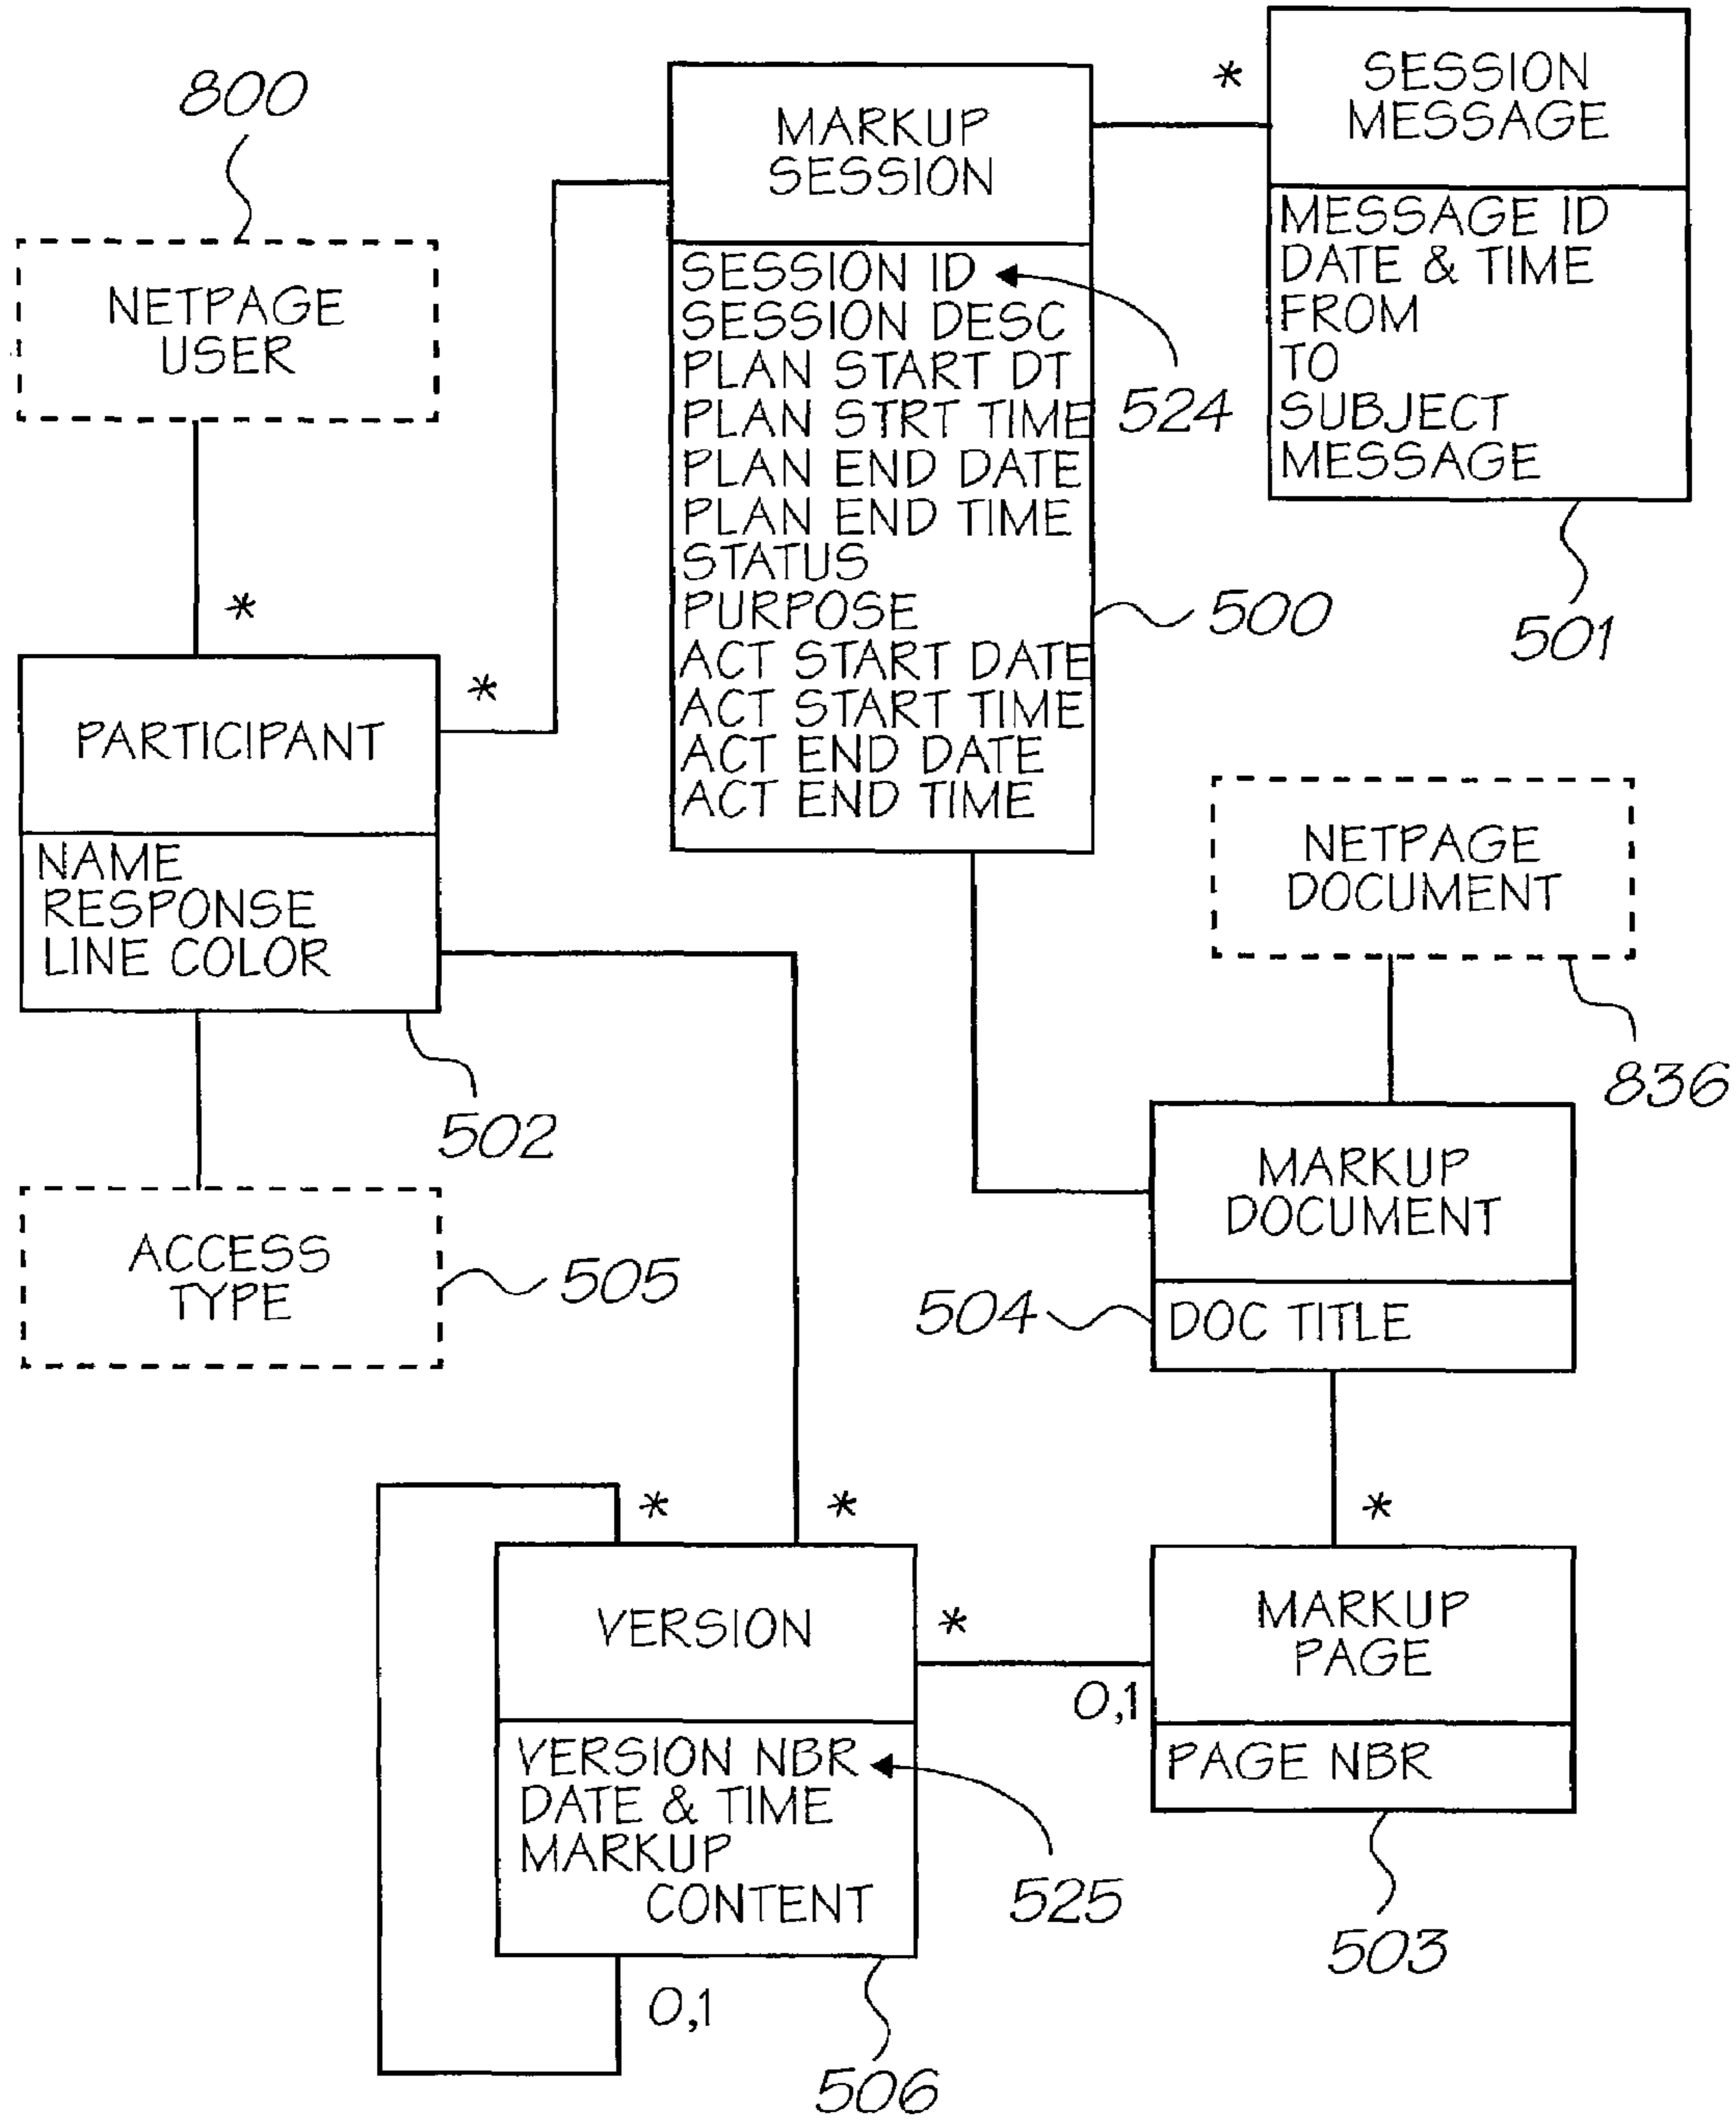 800
NETPAGE
USER
*
MARKUP
SESSION
SESSION ID
SESSION DESC
PLAN START DT
PLAN STRT TIME
PLAN END DATE
PLAN END TIME
STATUS
PURPOSE
ACT START DATE
ACT START TIME
ACT END DATE
ACT END TIME
524
500
*
SESSION
MESSAGE
MESSAGE ID
DATE & TIME
FROM
TO
SUBJECT
MESSAGE
501
*
PARTICIPANT
NAME
RESPONSE
LINE COLOR
502
ACCESS
TYPE
505
NETPAGE
DOCUMENT
836
MARKUP
DOCUMENT
504
DOC TITLE
*
*
*
VERSION
VERSION NBR
DATE & TIME
MARKUP
CONTENT
525
0,1
506
*
0,1
MARKUP
PAGE
PAGE NBR
503